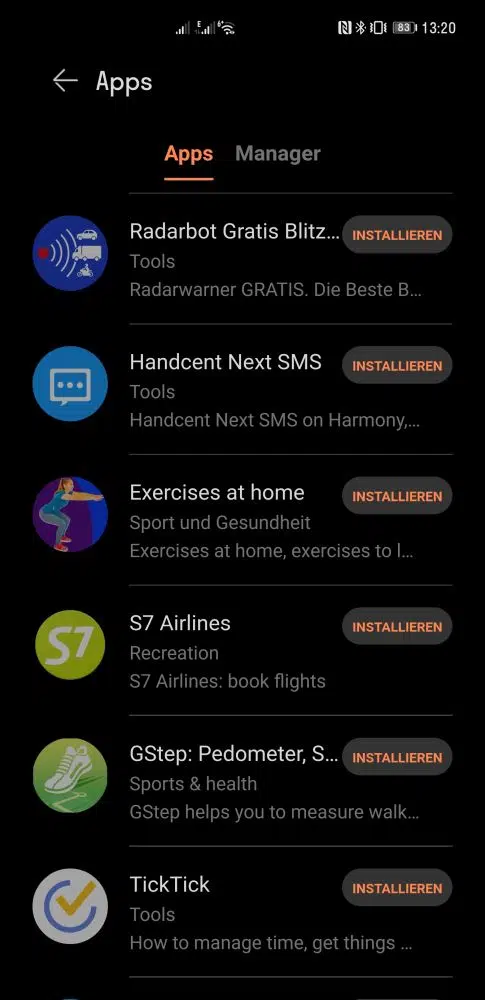 E 6+ 83 13:20
Apps
Apps Manager
Radarbot Gratis Blitz... INSTALLIEREN
Tools
Radarwarner GRATIS. Die Beste B...
Handcent Next SMS INSTALLIEREN
Tools
Handcent Next SMS on Harmony,...
Exercises at home INSTALLIEREN
Sport und Gesundheit
Exercises at home, exercises to l...
S7
S7 Airlines INSTALLIEREN
Recreation
S7 Airlines: book flights
GStep: Pedometer, S... INSTALLIEREN
Sports & health
GStep helps you to measure walk...
TickTick INSTALLIEREN
Tools
How to manage time, get things ...